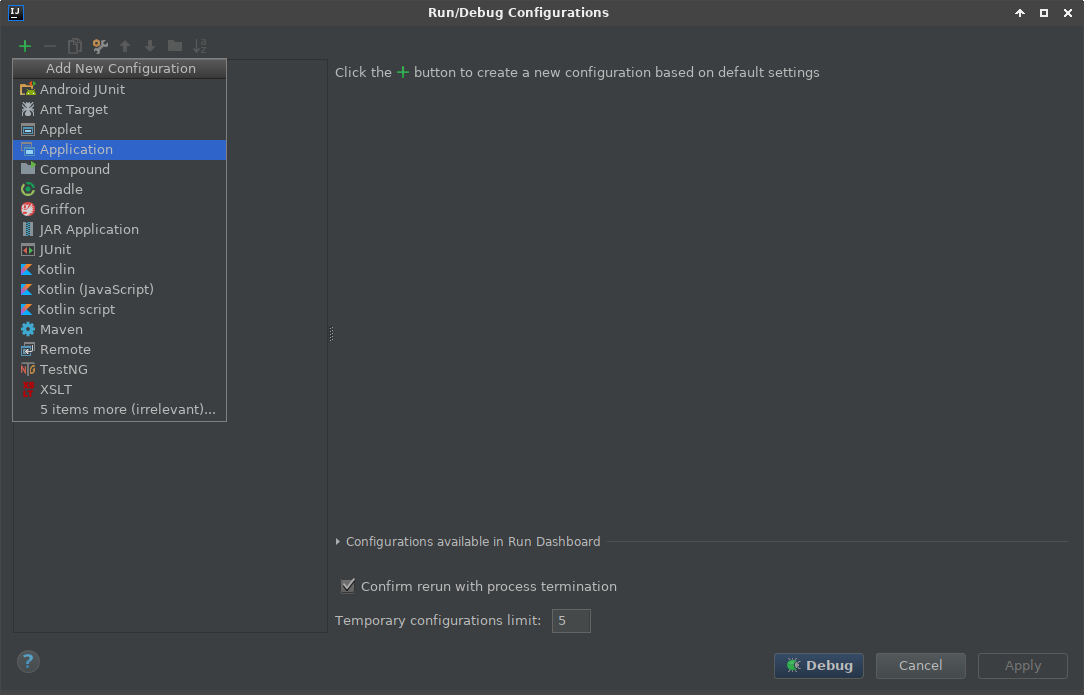 IJ
Run/Debug Configurations
Add New Configuration
Android JUnit
Ant Target
Applet
Application
Compound
Gradle
Griffon
JAR Application
JUnit
Kotlin
Kotlin (JavaScript)
Kotlin script
Maven
Remote
TestNG
XSLT
5 items more (irrelevant)...
Click the + button to create a new configuration based on default settings
Configurations available in Run Dashboard
Confirm rerun with process termination
Temporary configurations limit: 5
?
Debug
Cancel
Apply